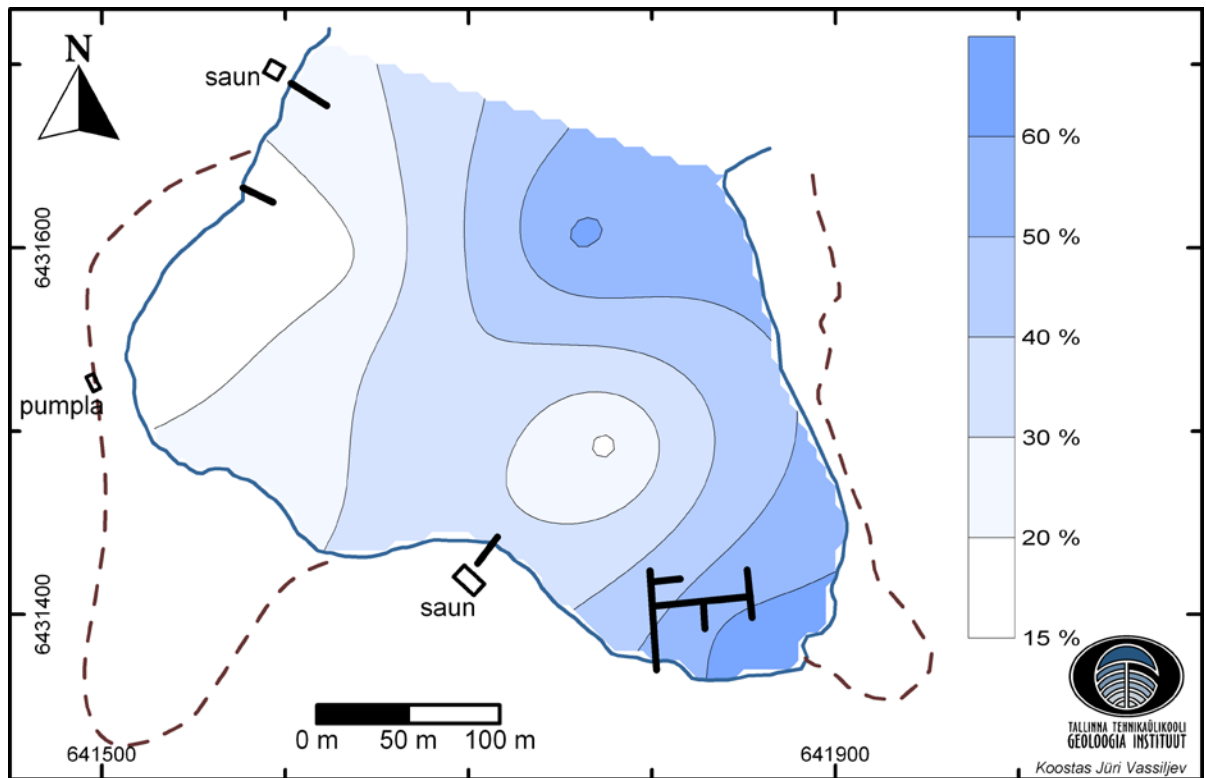 N
saun
60 %
50 %
6431600
40 %
pumpla
30 %
20 %
saun
6431400
15 %
0 m 50 m 100 m
641500
641900
TALLINNA TEHNIKAÜLIKOOLI
GEOLOOGIA INSTITUUT
Koostas Jüri Vassiljev